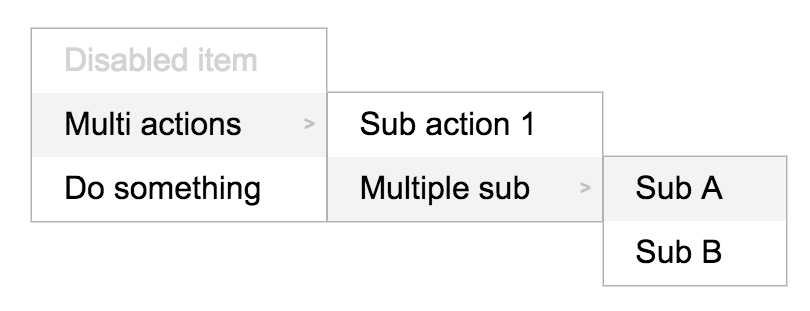 Disabled item
Multi actions >
Do something
Sub action 1
Multiple sub >
Sub A
Sub B